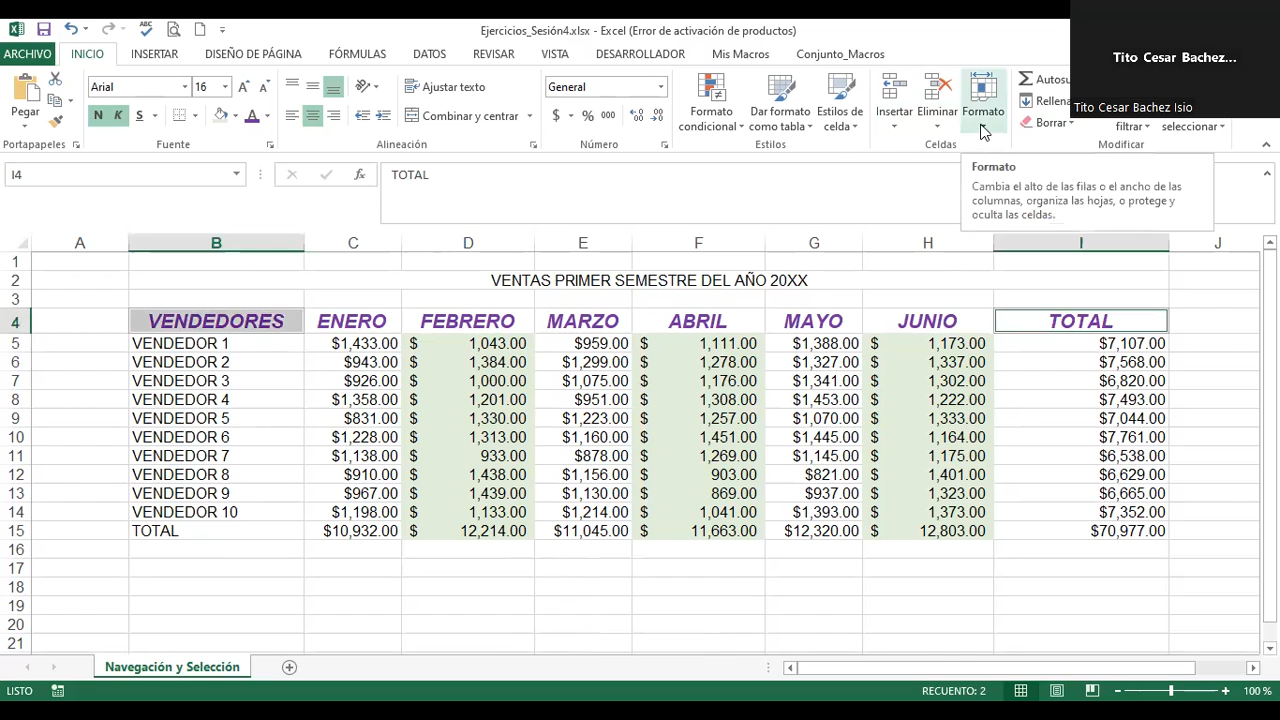 Ejercicios_Sesión4.xlsx - Excel (Error de activación de productos)
Tito Cesar Bachez...
Tito Cesar Bachez Isio
ARCHIVO INICIO INSERTAR DISEÑO DE PÁGINA FÓRMULAS DATOS REVISAR VISTA DESARROLLADOR Mis Macros Conjunto_Macros
Pegar
Arial 16
N K S
Ajustar texto
Combinar y centrar
General
$ % 000
Formato condicional
Dar formato como tabla
Estilos de celda
Insertar Eliminar Formato
Autosu
Rellena
Borrar
filtrar seleccionar
Portapapeles Fuente Alineación Número Estilos Celdas Modificar
I4 fx TOTAL
Formato
Cambia el alto de las filas o el ancho de las
columnas, organiza las hojas, o protege y
oculta las celdas.
A B C D E F G H I J
1
2 VENTAS PRIMER SEMESTRE DEL AÑO 20XX
3
4 VENDEDORES ENERO FEBRERO MARZO ABRIL MAYO JUNIO TOTAL
5 VENDEDOR 1 $1,433.00 $ 1,043.00 $959.00 $ 1,111.00 $1,388.00 $ 1,173.00 $7,107.00
6 VENDEDOR 2 $943.00 $ 1,384.00 $1,299.00 $ 1,278.00 $1,327.00 $ 1,337.00 $7,568.00
7 VENDEDOR 3 $926.00 $ 1,000.00 $1,075.00 $ 1,176.00 $1,341.00 $ 1,302.00 $6,820.00
8 VENDEDOR 4 $1,358.00 $ 1,201.00 $951.00 $ 1,308.00 $1,453.00 $ 1,222.00 $7,493.00
9 VENDEDOR 5 $831.00 $ 1,330.00 $1,223.00 $ 1,257.00 $1,070.00 $ 1,333.00 $7,044.00
10 VENDEDOR 6 $1,228.00 $ 1,313.00 $1,160.00 $ 1,451.00 $1,445.00 $ 1,164.00 $7,761.00
11 VENDEDOR 7 $1,138.00 $ 933.00 $878.00 $ 1,269.00 $1,145.00 $ 1,175.00 $6,538.00
12 VENDEDOR 8 $910.00 $ 1,438.00 $1,156.00 $ 903.00 $821.00 $ 1,401.00 $6,629.00
13 VENDEDOR 9 $967.00 $ 1,439.00 $1,130.00 $ 869.00 $937.00 $ 1,323.00 $6,665.00
14 VENDEDOR 10 $1,198.00 $ 1,133.00 $1,214.00 $ 1,041.00 $1,393.00 $ 1,373.00 $7,352.00
15 TOTAL $10,932.00 $ 12,214.00 $11,045.00 $ 11,663.00 $12,320.00 $ 12,803.00 $70,977.00
16
17
18
19
20
21
Navegación y Selección
LISTO RECUENTO: 2 100 %